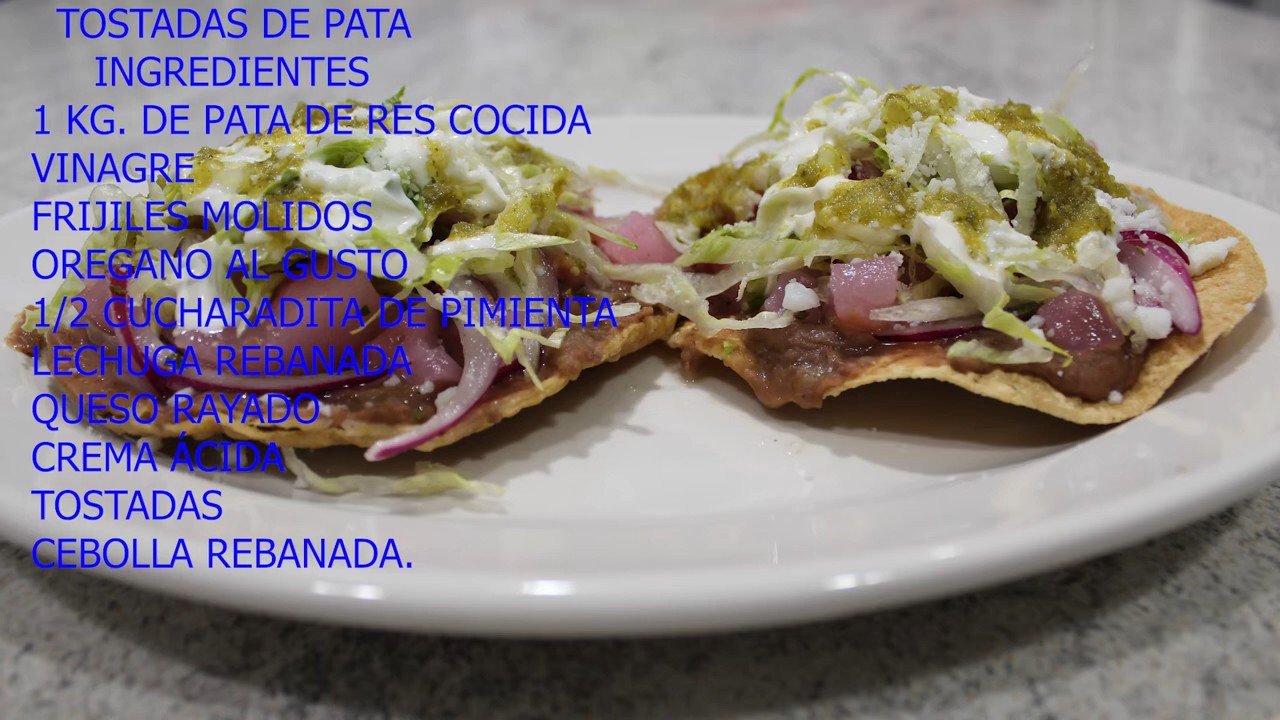 TOSTADAS DE PATA
INGREDIENTES
1 KG. DE PATA DE RES COCIDA
VINAGRE
FRIJILES MOLIDOS
OREGANO AL GUSTO
1/2 CUCHARADITA DE PIMIENTA
LECHUGA REBANADA
QUESO RAYADO
CREMA ÁCIDA
TOSTADAS
CEBOLLA REBANADA.